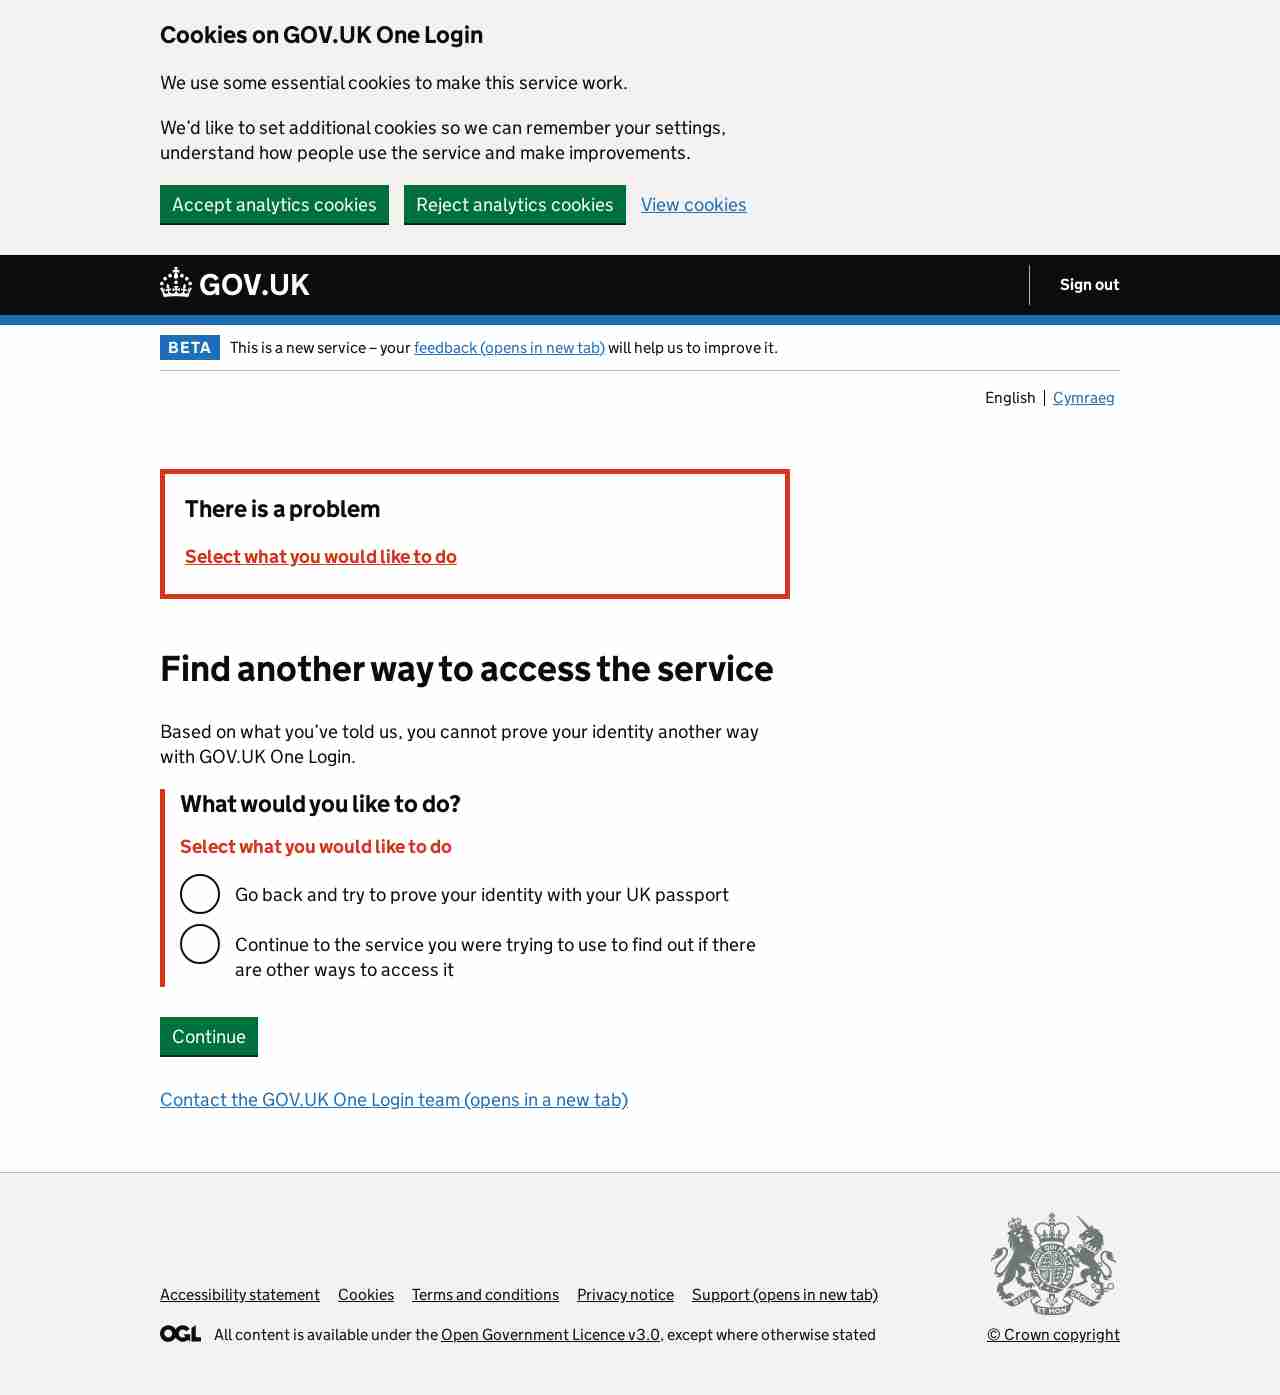 Cookies on GOV.UK One Login
We use some essential cookies to make this service work.
We’d like to set additional cookies so we can remember your settings,
understand how people use the service and make improvements.
Accept analytics cookies Reject analytics cookies View cookies
GOV.UK Sign out
BETA This is a new service – your feedback (opens in new tab) will help us to improve it.
English Cymraeg
There is a problem
Select what you would like to do
Find another way to access the service
Based on what you’ve told us, you cannot prove your identity another way
with GOV.UK One Login.
What would you like to do?
Select what you would like to do
Go back and try to prove your identity with your UK passport
Continue to the service you were trying to use to find out if there
are other ways to access it
Continue
Contact the GOV.UK One Login team (opens in a new tab)
Accessibility statement Cookies Terms and conditions Privacy notice Support (opens in new tab)
OGL All content is available under the Open Government Licence v3.0, except where otherwise stated
© Crown copyright